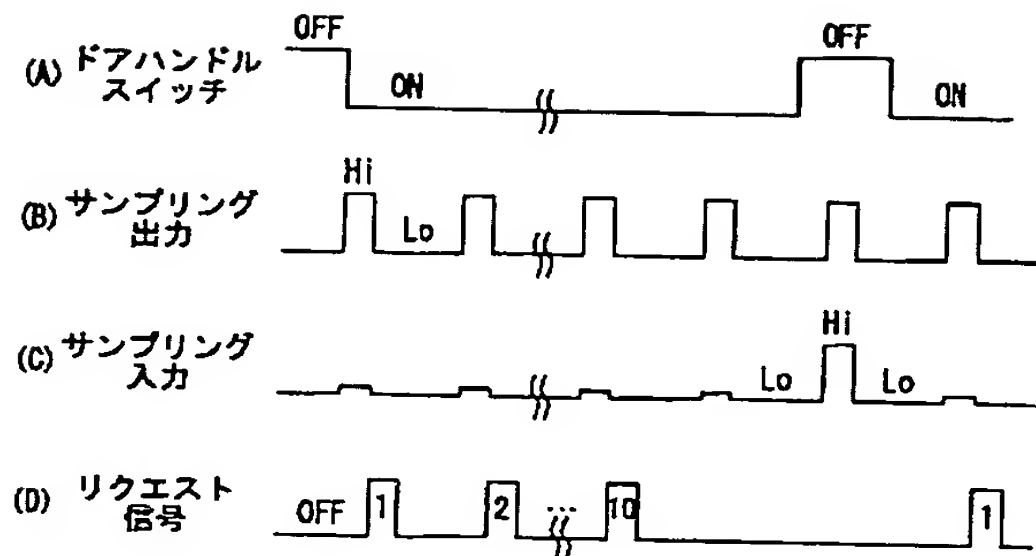 OFF
OFF
(A) ドアハンドル
スイッチ
ON
ON
Hi
(B) サンプリング
出力
Lo
Hi
(C) サンプリング
入力
Lo
Lo
(D) リクエスト
信号
OFF
1
2
...
10
1